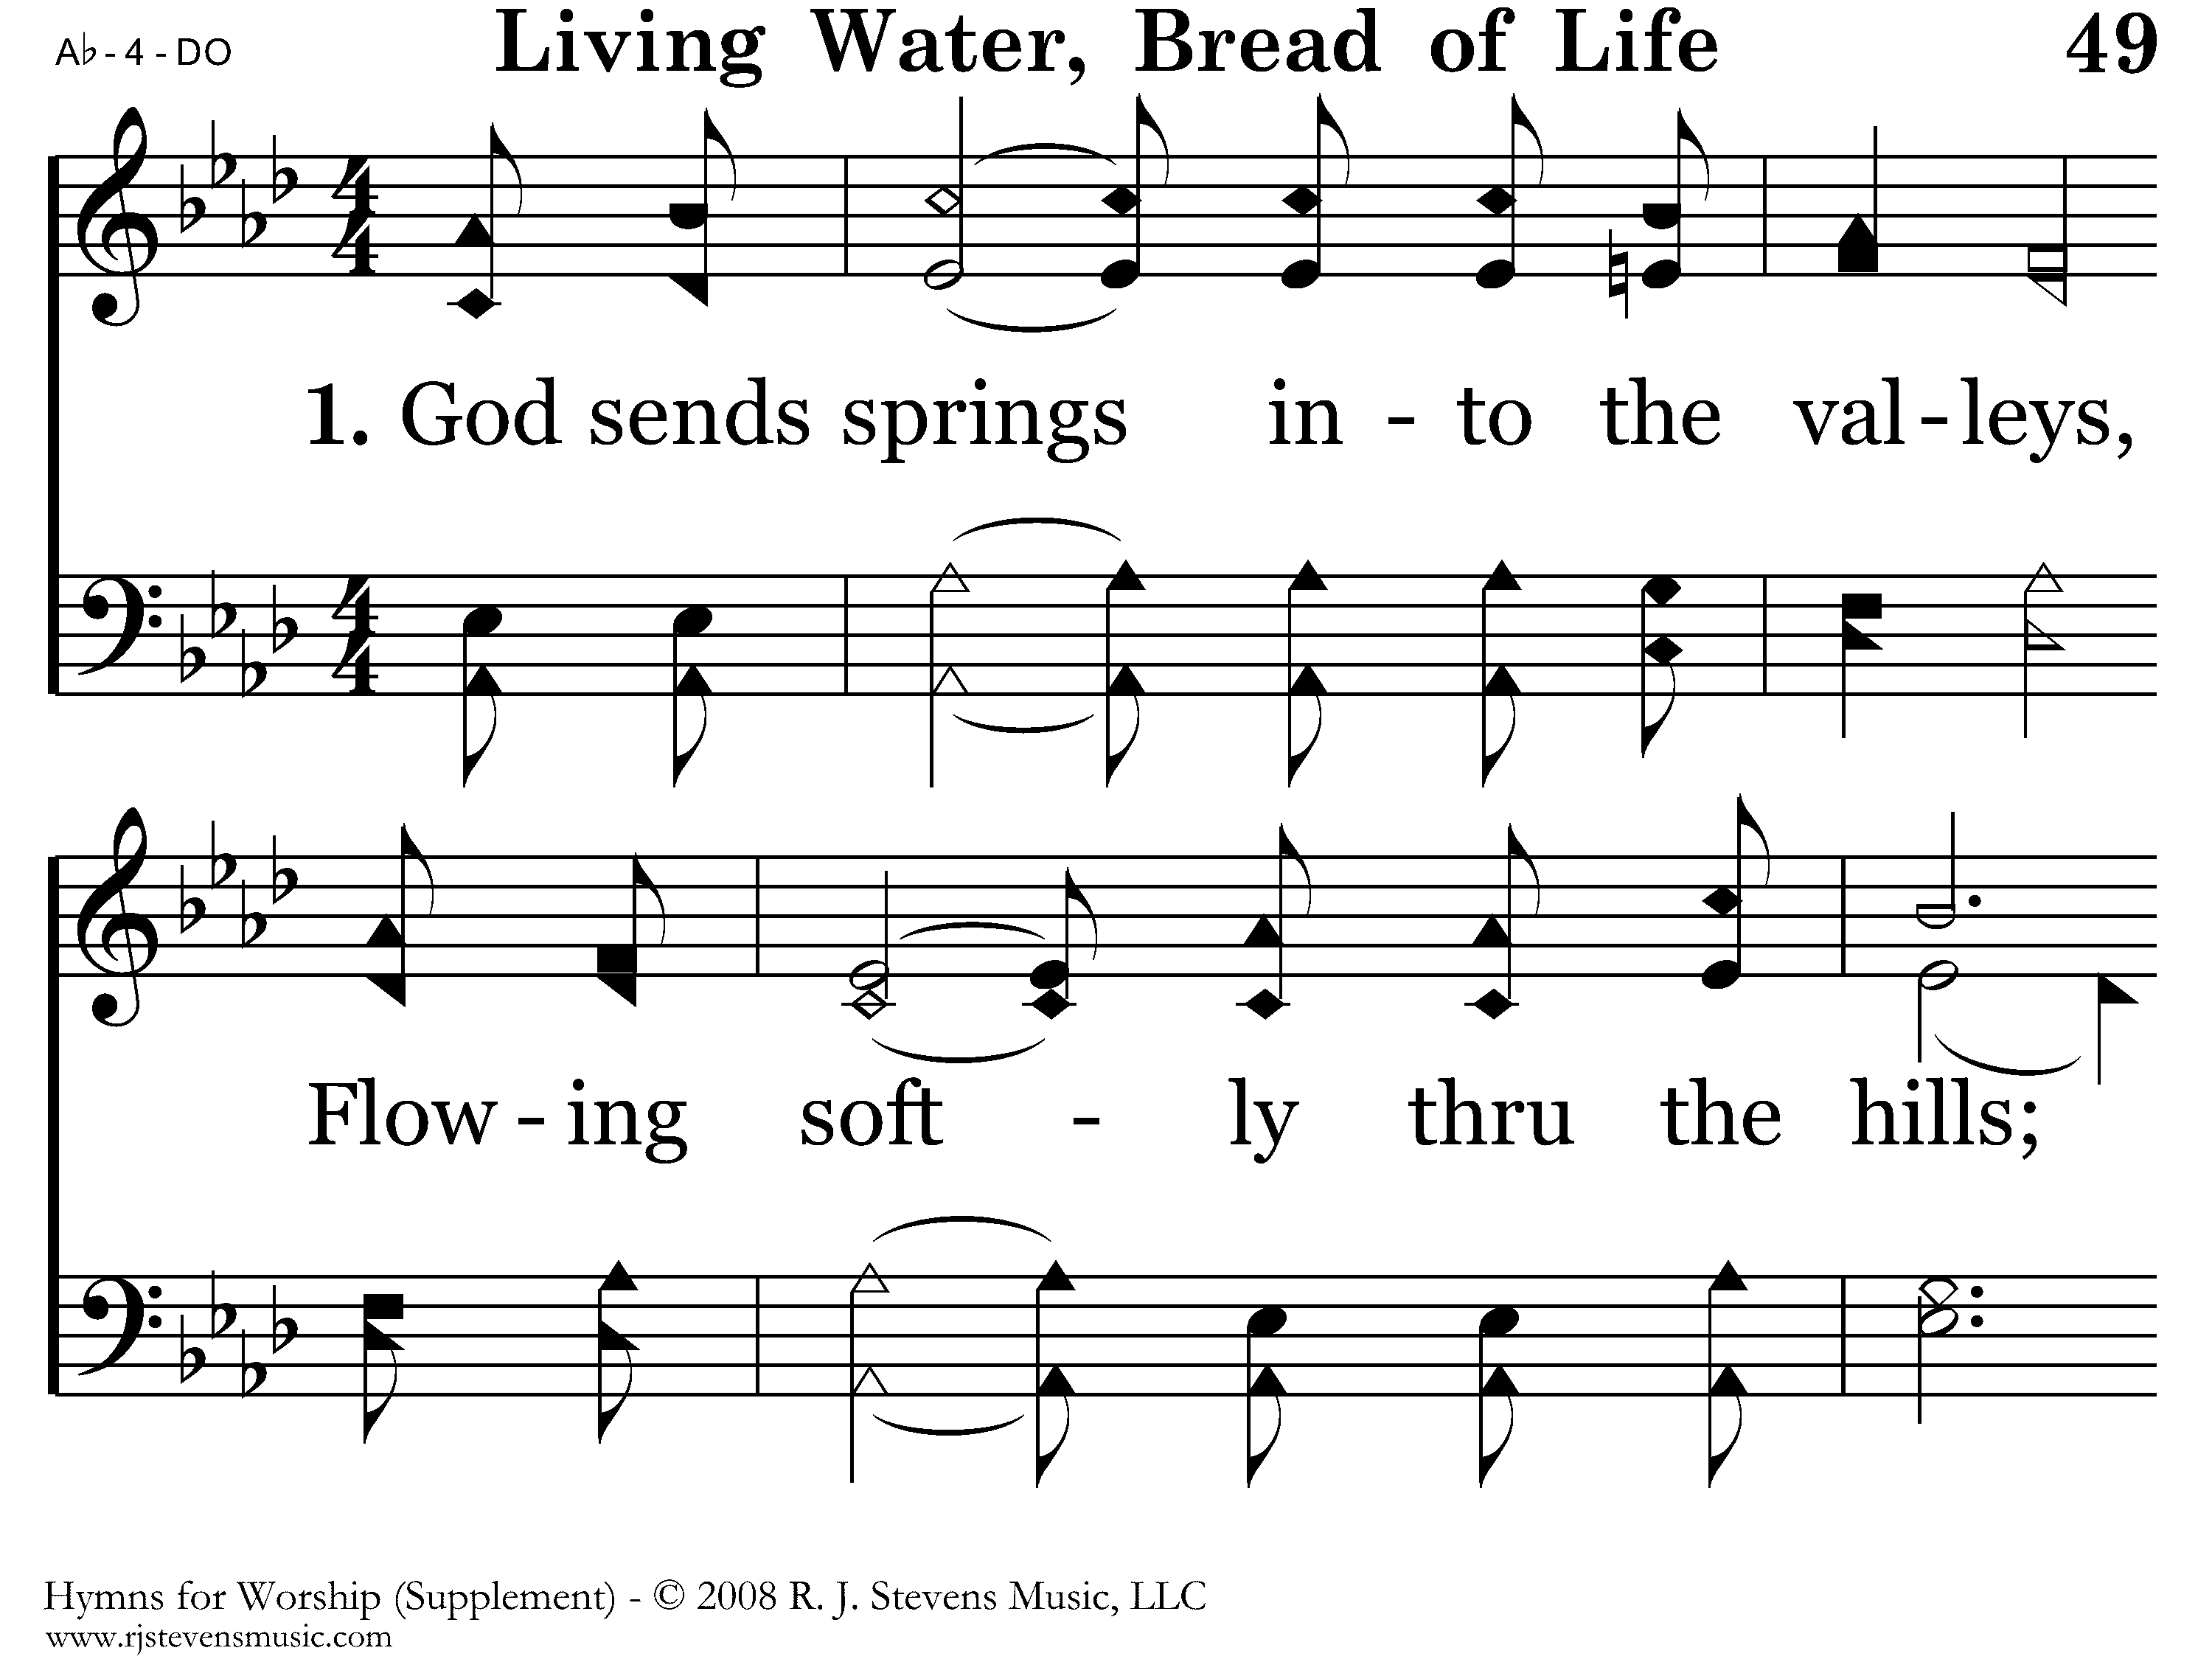 A♭ - 4 - DO Living Water, Bread of Life 49
1. God sends springs in - to the val - leys,
Flow - ing soft - ly thru the hills;
Hymns for Worship (Supplement) - © 2008 R. J. Stevens Music, LLC
www.rjstevensmusic.com